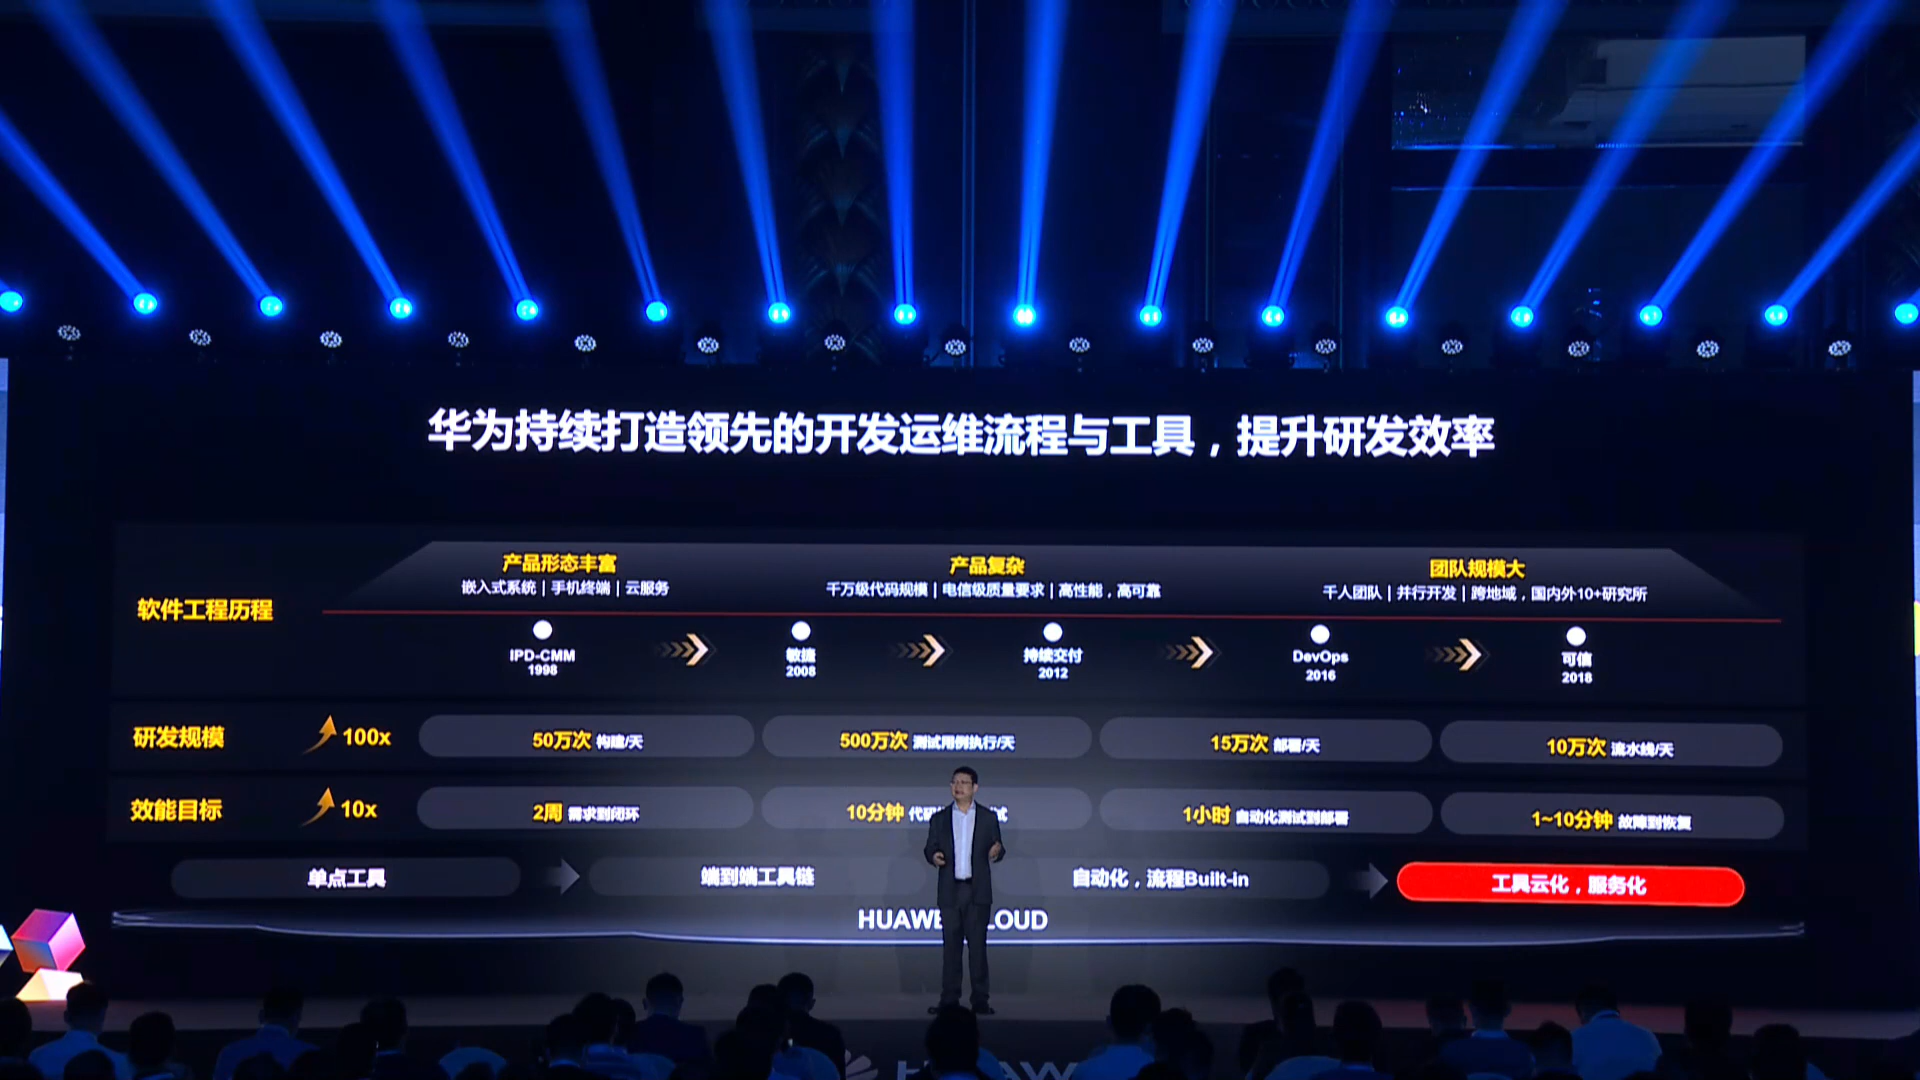 华为持续打造领先的开发运维流程与工具，提升研发效率
产品形态丰富
嵌入式系统 | 手机终端 | 云服务
产品复杂
千万级代码规模 | 电信级质量要求 | 高性能，高可靠
团队规模大
千人团队 | 并行开发 | 跨地域，国内外10+研究所
软件工程历程
IPD-CMM
1998
敏捷
2008
持续交付
2012
DevOps
2016
可信
2018
研发规模
100x
50万次 构建/天
500万次 测试用例执行/天
15万次 部署/天
10万次 流水线/天
效能目标
10x
2周 需求到闭环
10分钟 代码
试
1小时 自动化测试到部署
1~10分钟 故障到恢复
单点工具
端到端工具链
自动化，流程Built-in
工具云化，服务化
HUAWE
LOUD